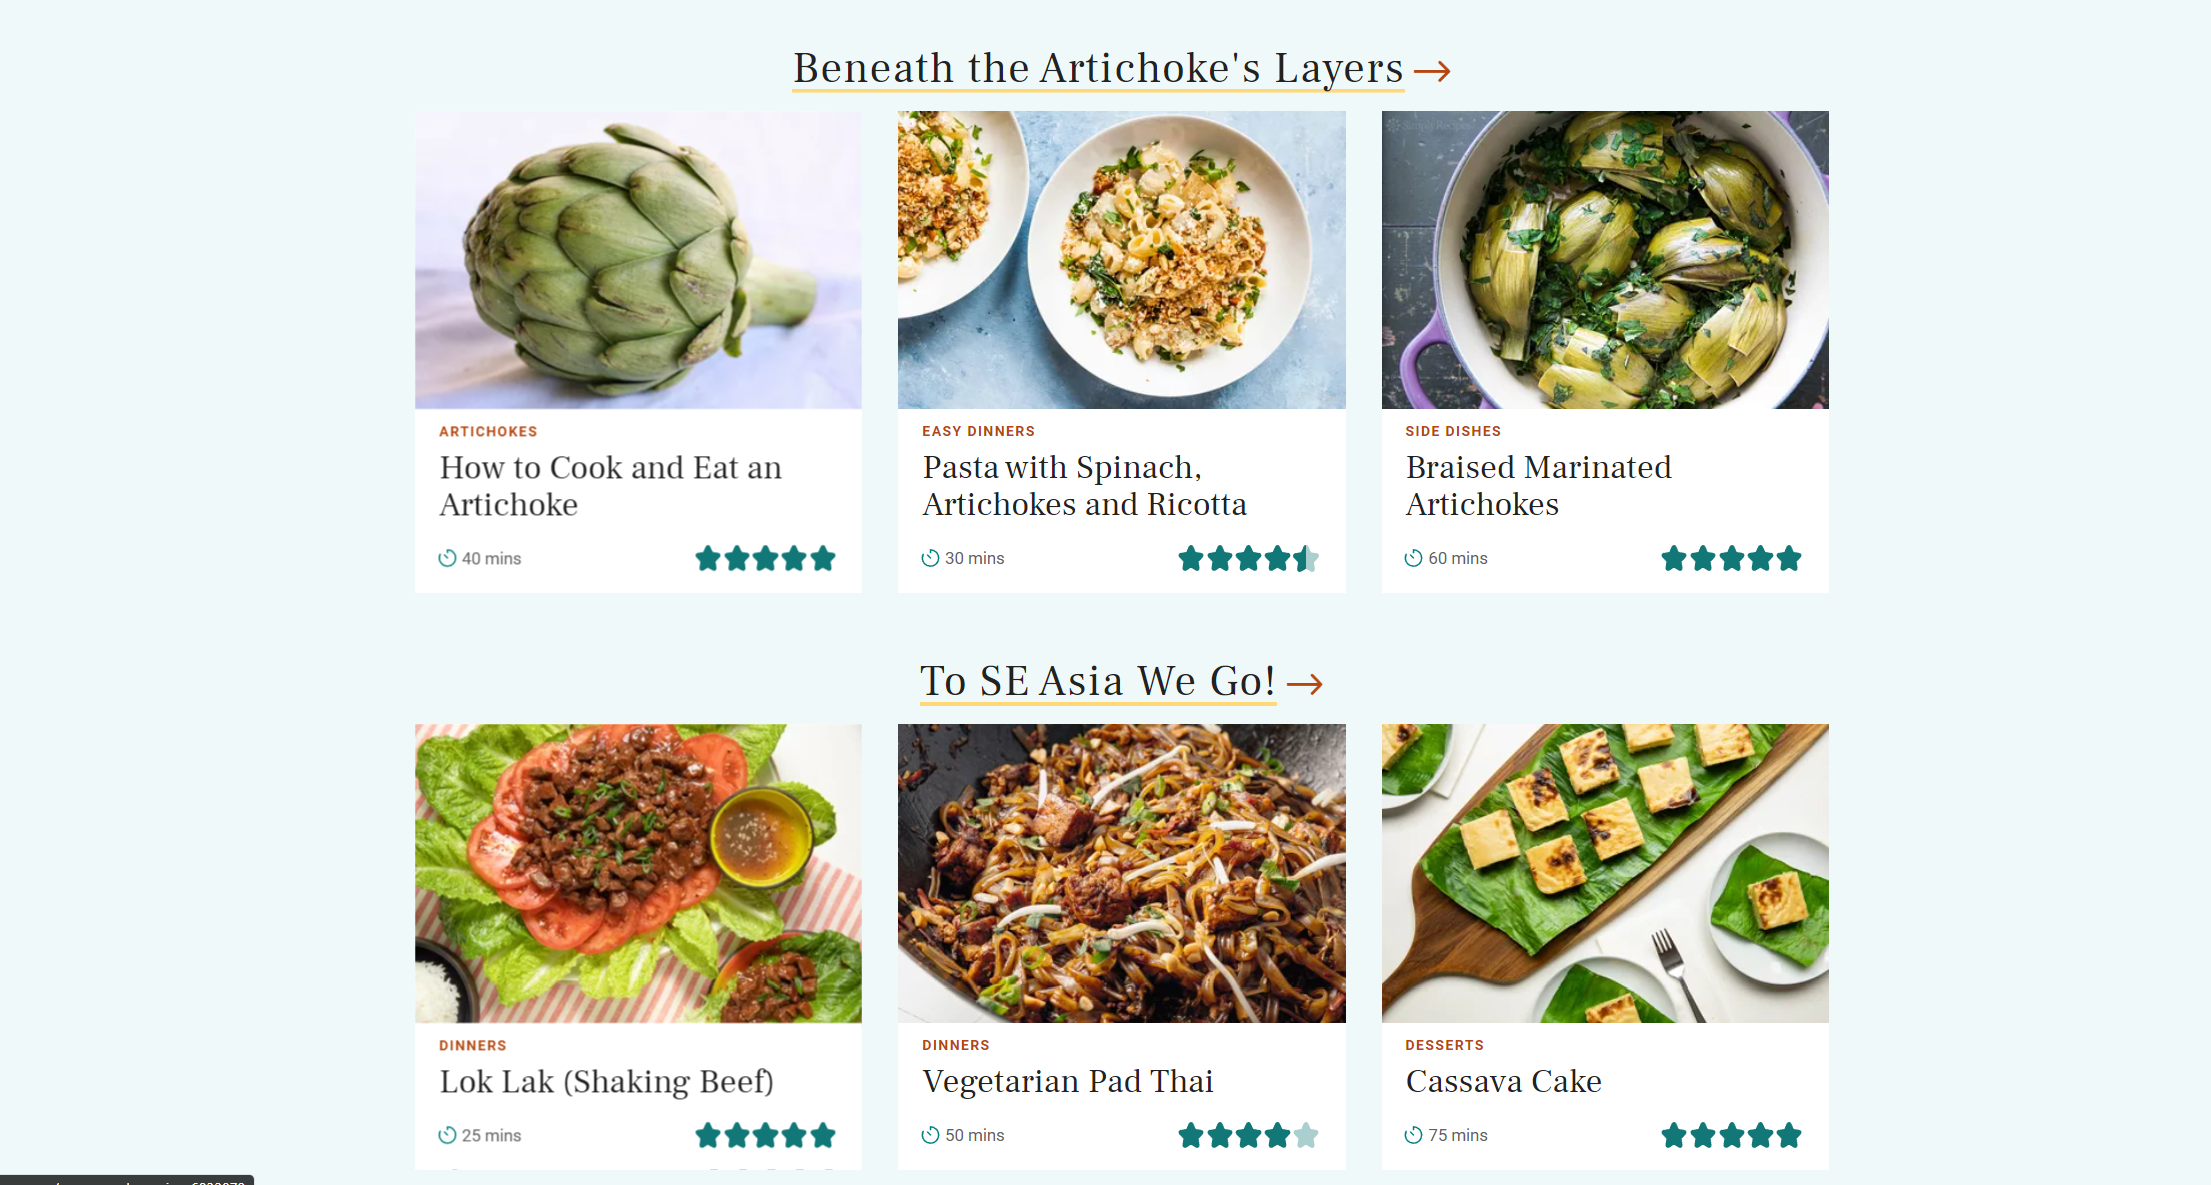 Beneath the Artichoke's Layers
ARTICHOKES
How to Cook and Eat an
Artichoke
40 mins
EASY DINNERS
Pasta with Spinach,
Artichokes and Ricotta
30 mins
SIDE DISHES
Braised Marinated
Artichokes
60 mins
To SE Asia We Go!
DINNERS
Lok Lak (Shaking Beef)
25 mins
DINNERS
Vegetarian Pad Thai
50 mins
DESSERTS
Cassava Cake
75 mins